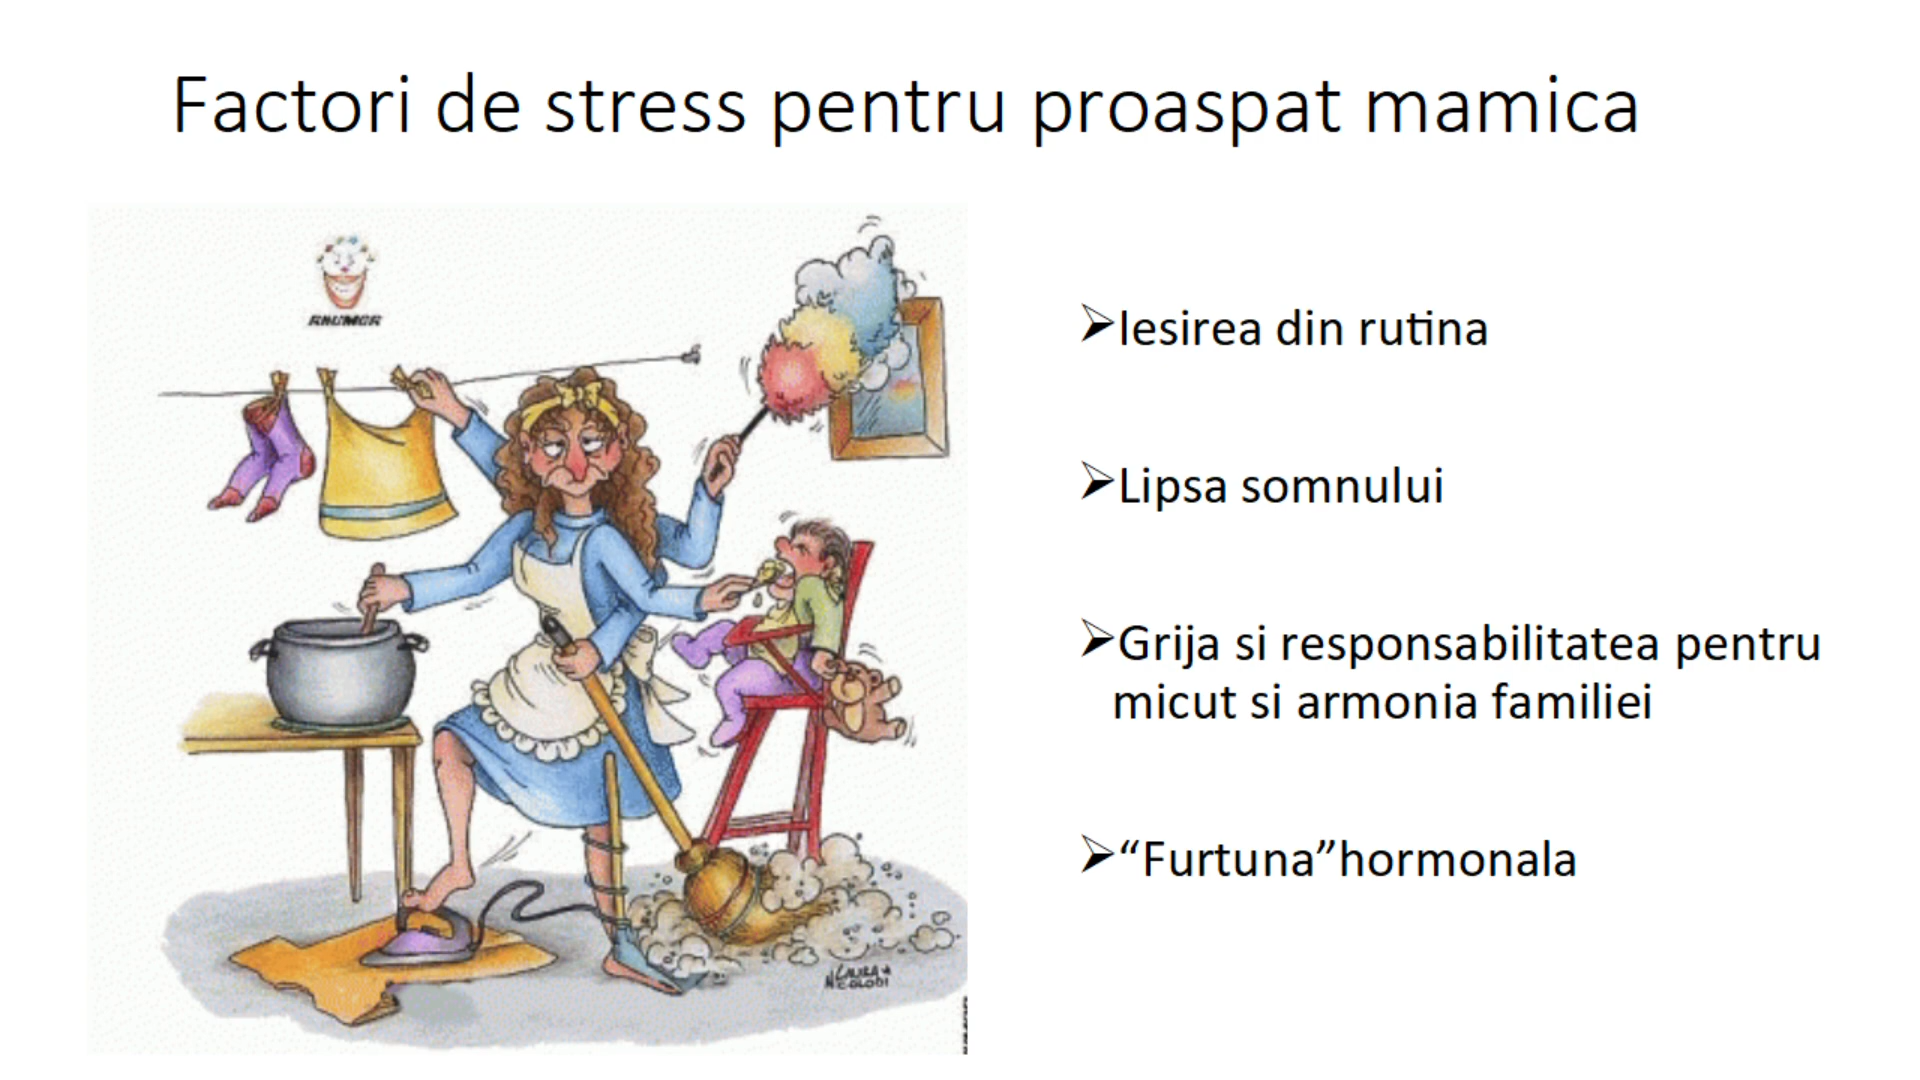 Factori de stress pentru proaspat mamica
RHUMOR
➢Iesirea din rutina
➢Lipsa somnului
➢Grija si responsabilitatea pentru
micut si armonia familiei
➢“Furtuna”hormonala